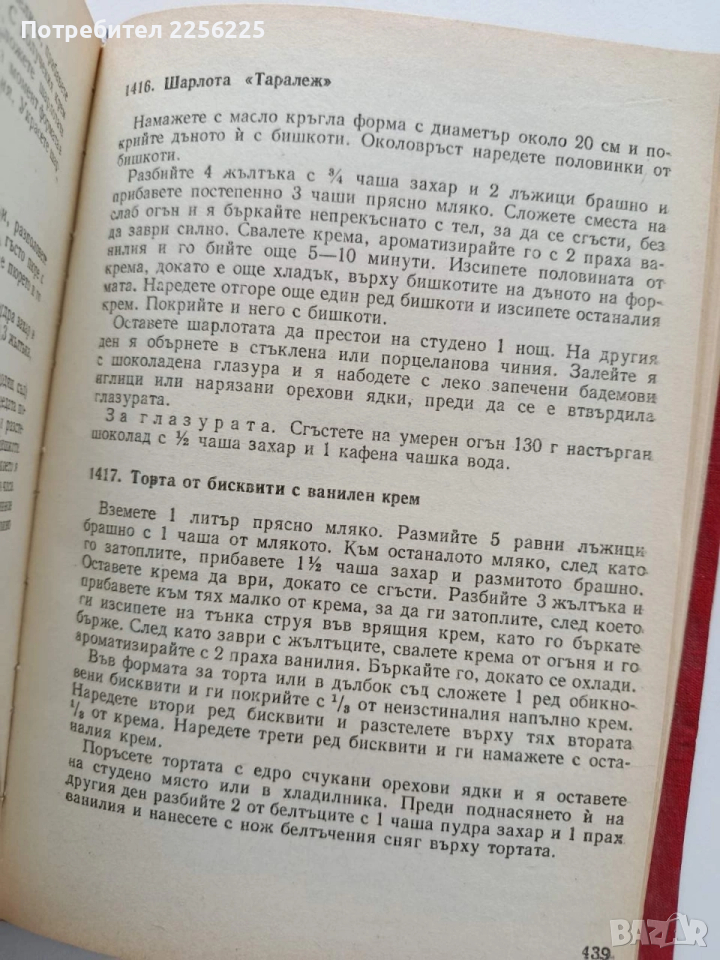 Потребител 2256225
1416. Шарлота «Таралеж»
Намажете с масло кръгла форма с диаметър около 20 см и по-
крийте дъното ѝ с бишкоти. Околовръст наредете половинки от
бишкоти.
Разбийте 4 жълтъка с ¾ чаша захар и 2 лъжици брашно и
прибавете постепенно 3 чаши прясно мляко. Сложете сместа на
слаб огън и я бъркайте непрекъснато с тел, за да се сгъсти, без
да заври силно. Свалете крема, ароматизирайте го с 2 праха ва-
нилия и го бийте още 5—10 минути. Изсипете половината от
крема, докато е още хладък, върху бишкотите на дъното на фор-
мата. Наредете отгоре още един ред бишкоти и изсипете останалия
крем. Покрийте и него с бишкоти.
Оставете шарлотата да престои на студено 1 нощ. На другия
ден я обърнете в стъклена или порцеланова чиния. Залейте я
с шоколадена глазура и я набодете с леко запечени бадемови
иглици или нарязани орехови ядки, преди да се е втвърдила
глазурата.
За глазурата. Сгъстете на умерен огън 130 г настърган
шоколад с ½ чаша захар и 1 кафена чашка вода.
1417. Торта от бисквити с ванилен крем
Вземете 1 литър прясно мляко. Размийте 5 равни лъжици
брашно с 1 чаша от млякото. Към останалото мляко, след като
го затоплите, прибавете 1½ чаша захар и размитото брашно.
Оставете крема да ври, докато се сгъсти. Разбийте 3 жълтъка и
прибавете към тях малко от крема, за да ги затоплите, след което
ги изсипете на тънка струя във врящия крем, като го бъркате
бърже. След като заври с жълтъците, свалете крема от огъня и го
ароматизирайте с 2 праха ванилия. Бъркайте го, докато се охлади.
Във формата за торта или в дълбок съд сложете 1 ред обикно-
вени бисквити и ги покрийте с ⅓ от неизстиналия напълно крем.
Наредете втори ред бисквити и разстелете върху тях втората
⅓ от крема. Наредете трети ред бисквити и ги намажете с оста-
налия крем.
Поръсете тортата с едро счукани орехови ядки и я оставете
на студено място или в хладилника. Преди поднасянето ѝ на
другия ден разбийте 2 от белтъците с 1 чаша пудра захар и 1 прах
ванилия и нанесете с нож белтъчения сняг върху тортата.
439
BAZAR